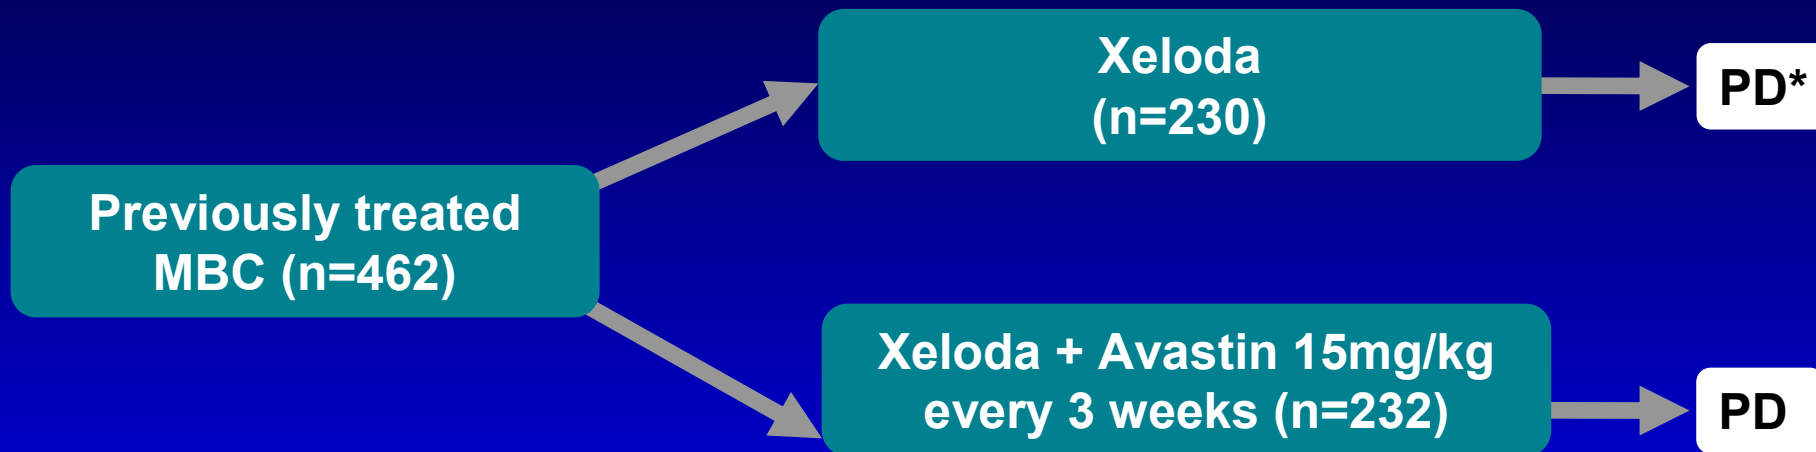 Previously treated
MBC (n=462)
Xeloda
(n=230)
PD*
Xeloda + Avastin 15mg/kg
every 3 weeks (n=232)
PD